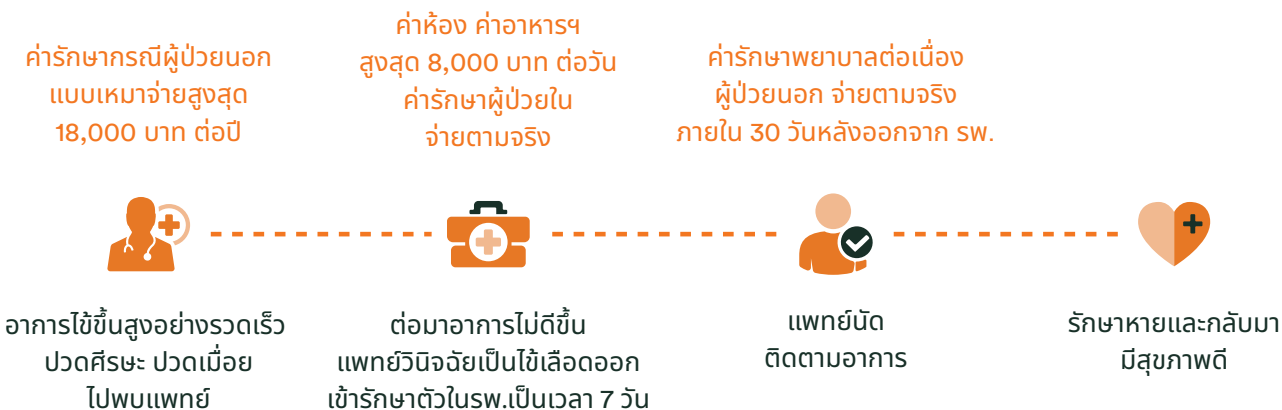 ค่ารักษากรณีผู้ป่วยนอก
แบบเหมาจ่ายสูงสุด
18,000 บาท ต่อปี
ค่าห้อง ค่าอาหารฯ
สูงสุด 8,000 บาท ต่อวัน
ค่ารักษาผู้ป่วยใน
จ่ายตามจริง
ค่ารักษาพยาบาลต่อเนื่อง
ผู้ป่วยนอก จ่ายตามจริง
ภายใน 30 วันหลังออกจาก รพ.
อาการไข้ขึ้นสูงอย่างรวดเร็ว
ปวดศีรษะ ปวดเมื่อย
ไปพบแพทย์
ต่อมาอาการไม่ดีขึ้น
แพทย์วินิจฉัยเป็นไข้เลือดออก
เข้ารักษาตัวในรพ.เป็นเวลา 7 วัน
แพทย์นัด
ติดตามอาการ
รักษาหายและกลับมา
มีสุขภาพดี